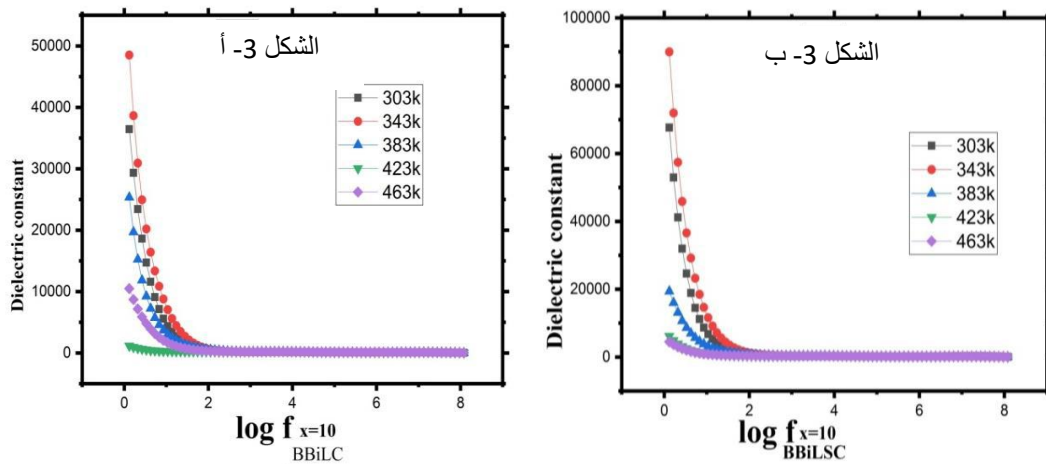 الشكل 3- أ
50000
40000
30000
20000
10000
0
Dielectric constant
303k
343k
383k
423k
463k
0 2 4 6 8
log f x=10
BBiLC
الشكل 3- ب
100000
80000
60000
40000
20000
0
Dielectric constant
303k
343k
383k
423k
463k
0 2 4 6 8
log f x=10
BBiLSC